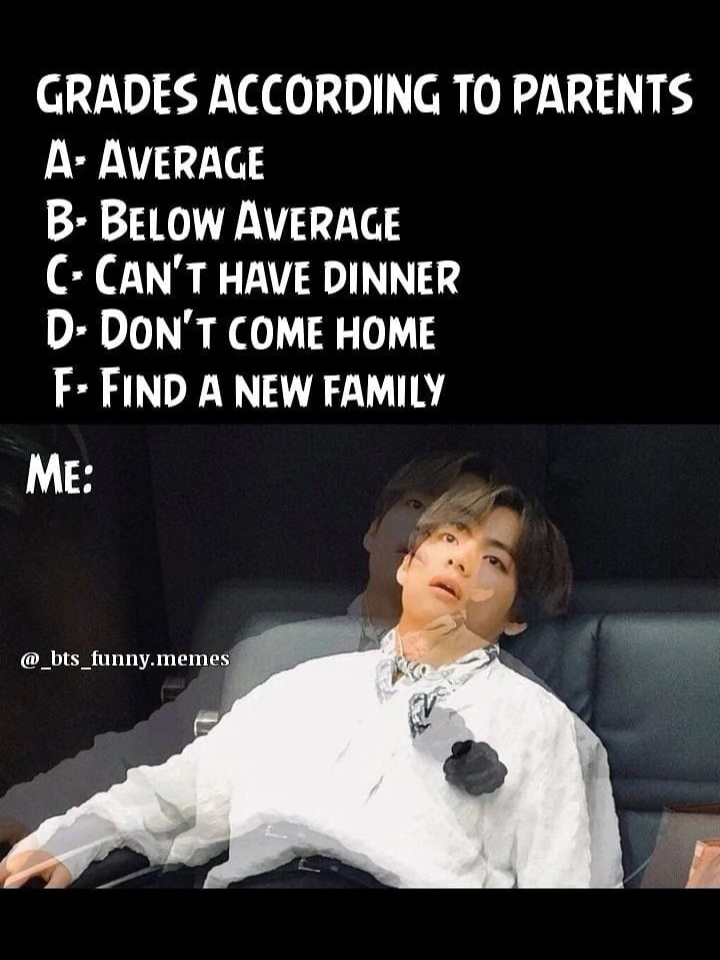 GRADES ACCORDING TO PARENTS
A- AVERAGE
B- BELOW AVERAGE
C- CAN'T HAVE DINNER
D- DON'T COME HOME
F- FIND A NEW FAMILY
ME:
@_bts_funny.memes